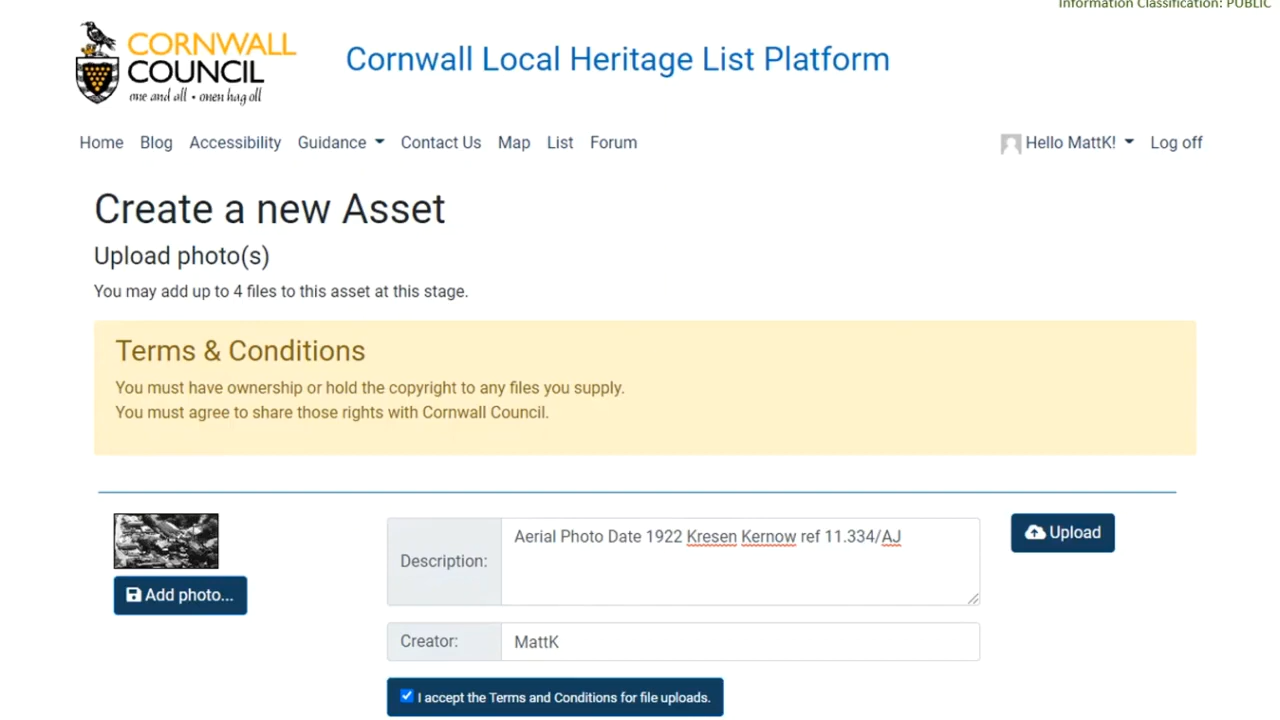 Information Classification: PUBLIC
CORNWALL
COUNCIL
one and all • onen hag oll
Cornwall Local Heritage List Platform
Home Blog Accessibility Guidance Contact Us Map List Forum Hello MattK! Log off
Create a new Asset
Upload photo(s)
You may add up to 4 files to this asset at this stage.
Terms & Conditions
You must have ownership or hold the copyright to any files you supply.
You must agree to share those rights with Cornwall Council.
Aerial Photo Date 1922 Kresen Kernow ref 11.334/AJ
Upload
Description:
Add photo...
Creator: MattK
I accept the Terms and Conditions for file uploads.